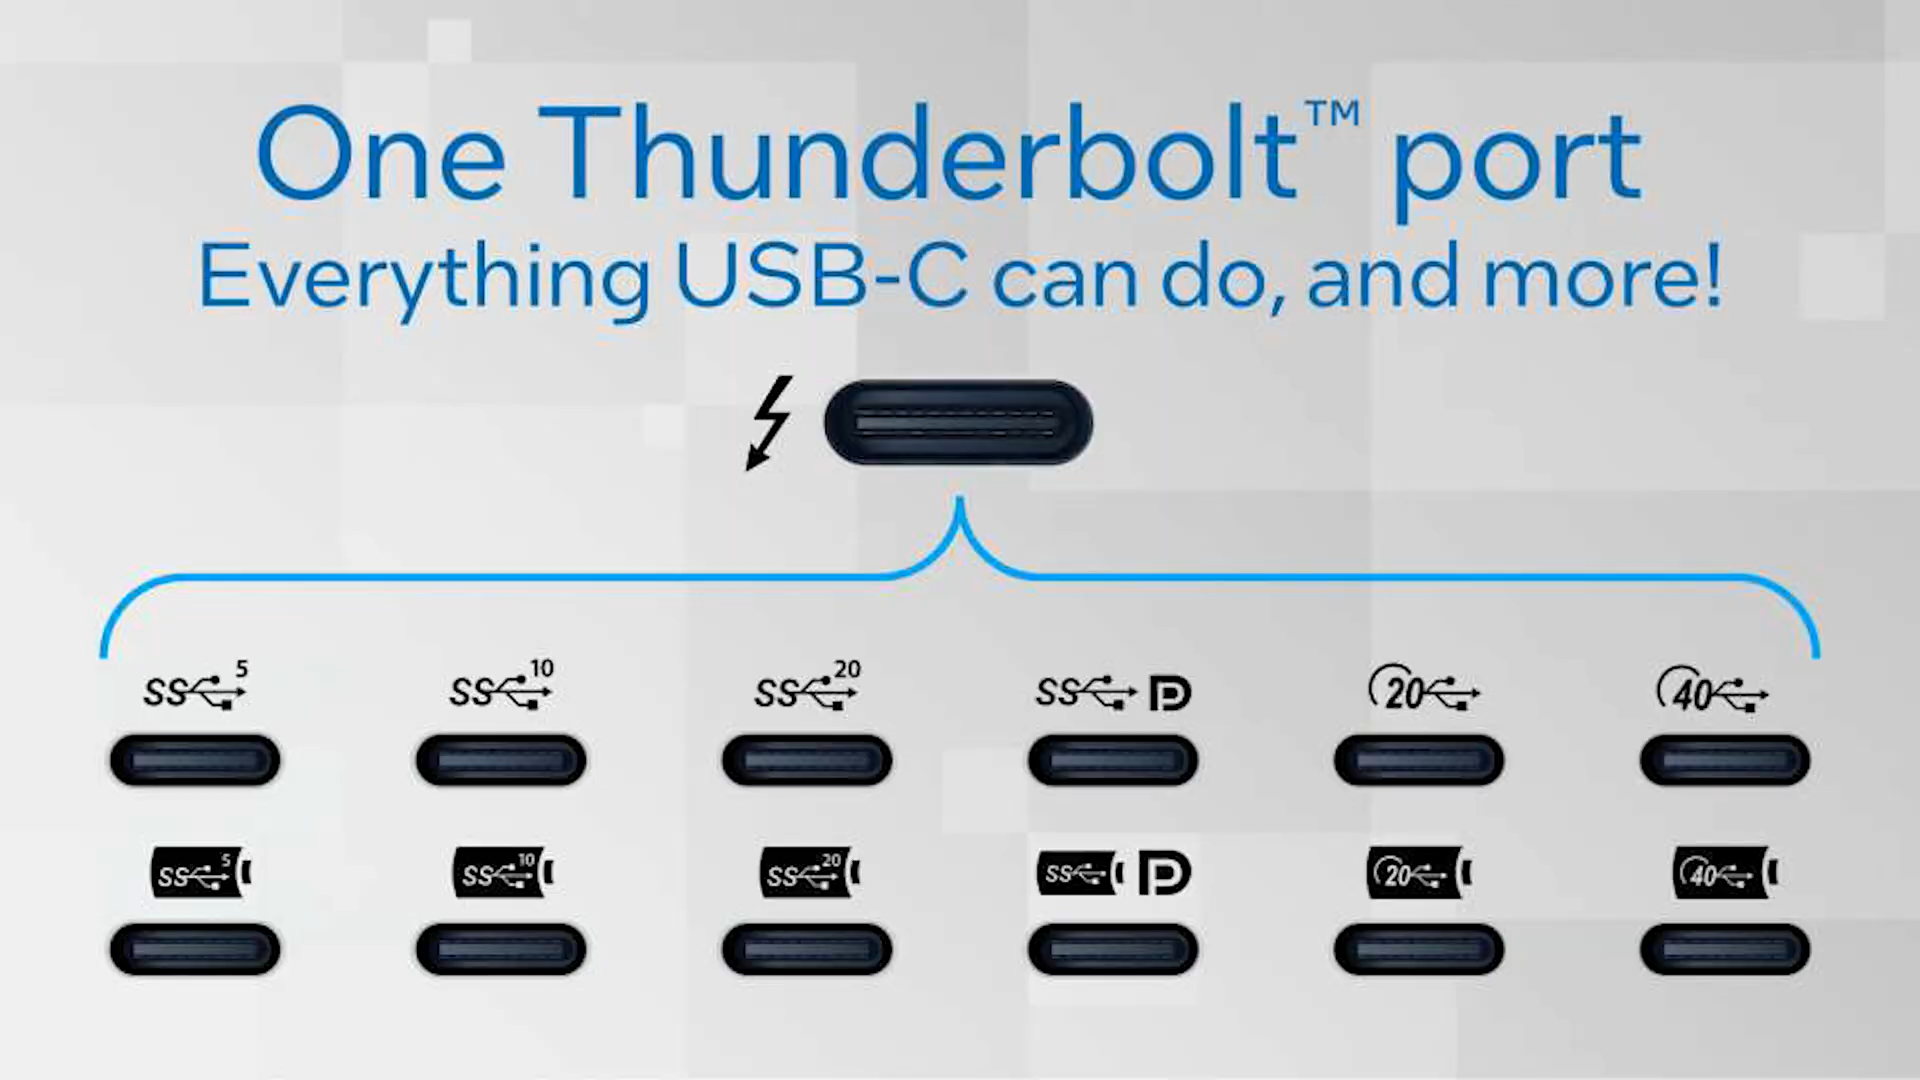 One Thunderbolt™ port
Everything USB-C can do, and more!
SS 5 SS 10 SS 20 SS D 20 40
SS 5 SS 10 SS 20 SS D 20 40